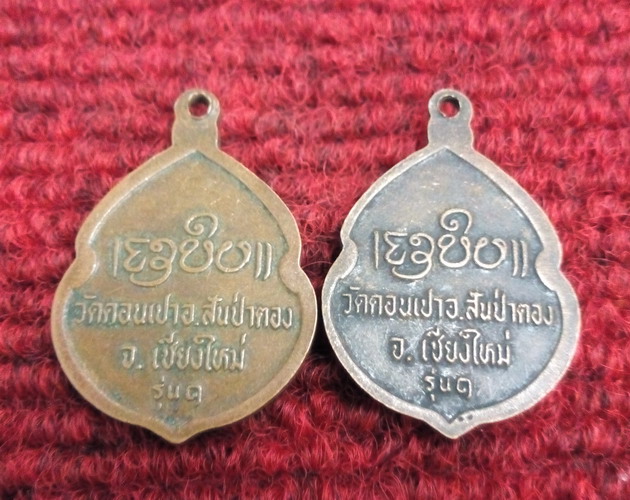 วัดดอนเปา อ.สันป่าตอง
จ. เชียงใหม่
รุ่น ๑
วัดดอนเปา อ.สันป่าตอง
จ. เชียงใหม่
รุ่น ๑